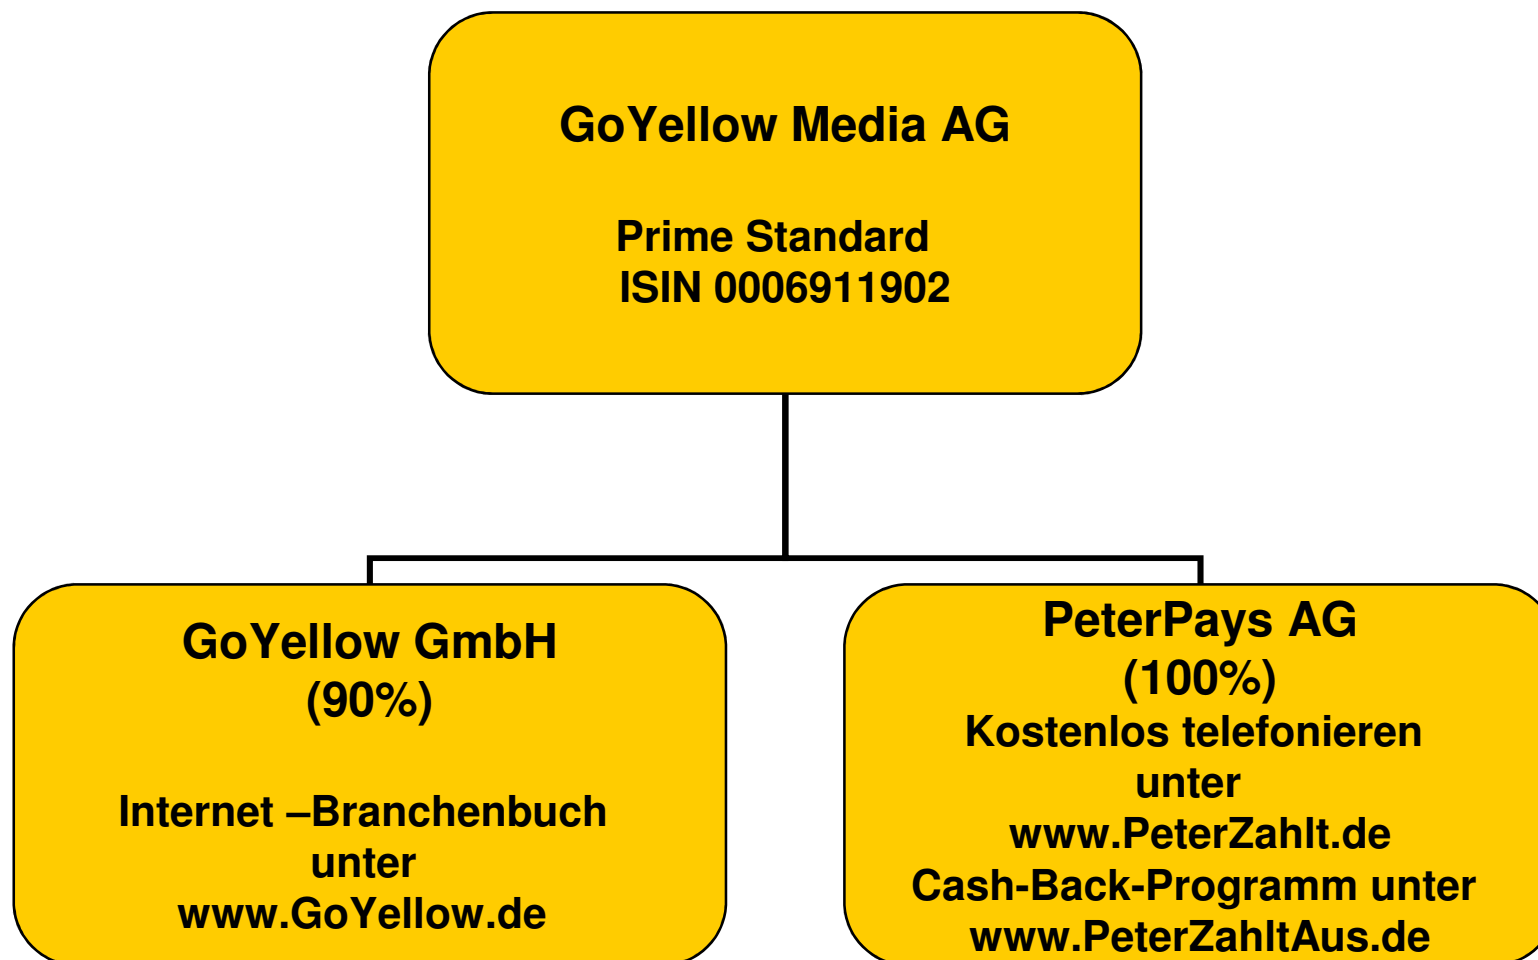 GoYellow Media AG
Prime Standard
ISIN 0006911902
GoYellow GmbH
(90%)
Internet –Branchenbuch
unter
www.GoYellow.de
PeterPays AG
(100%)
Kostenlos telefonieren
unter
www.PeterZahlt.de
Cash-Back-Programm unter
www.PeterZahltAus.de